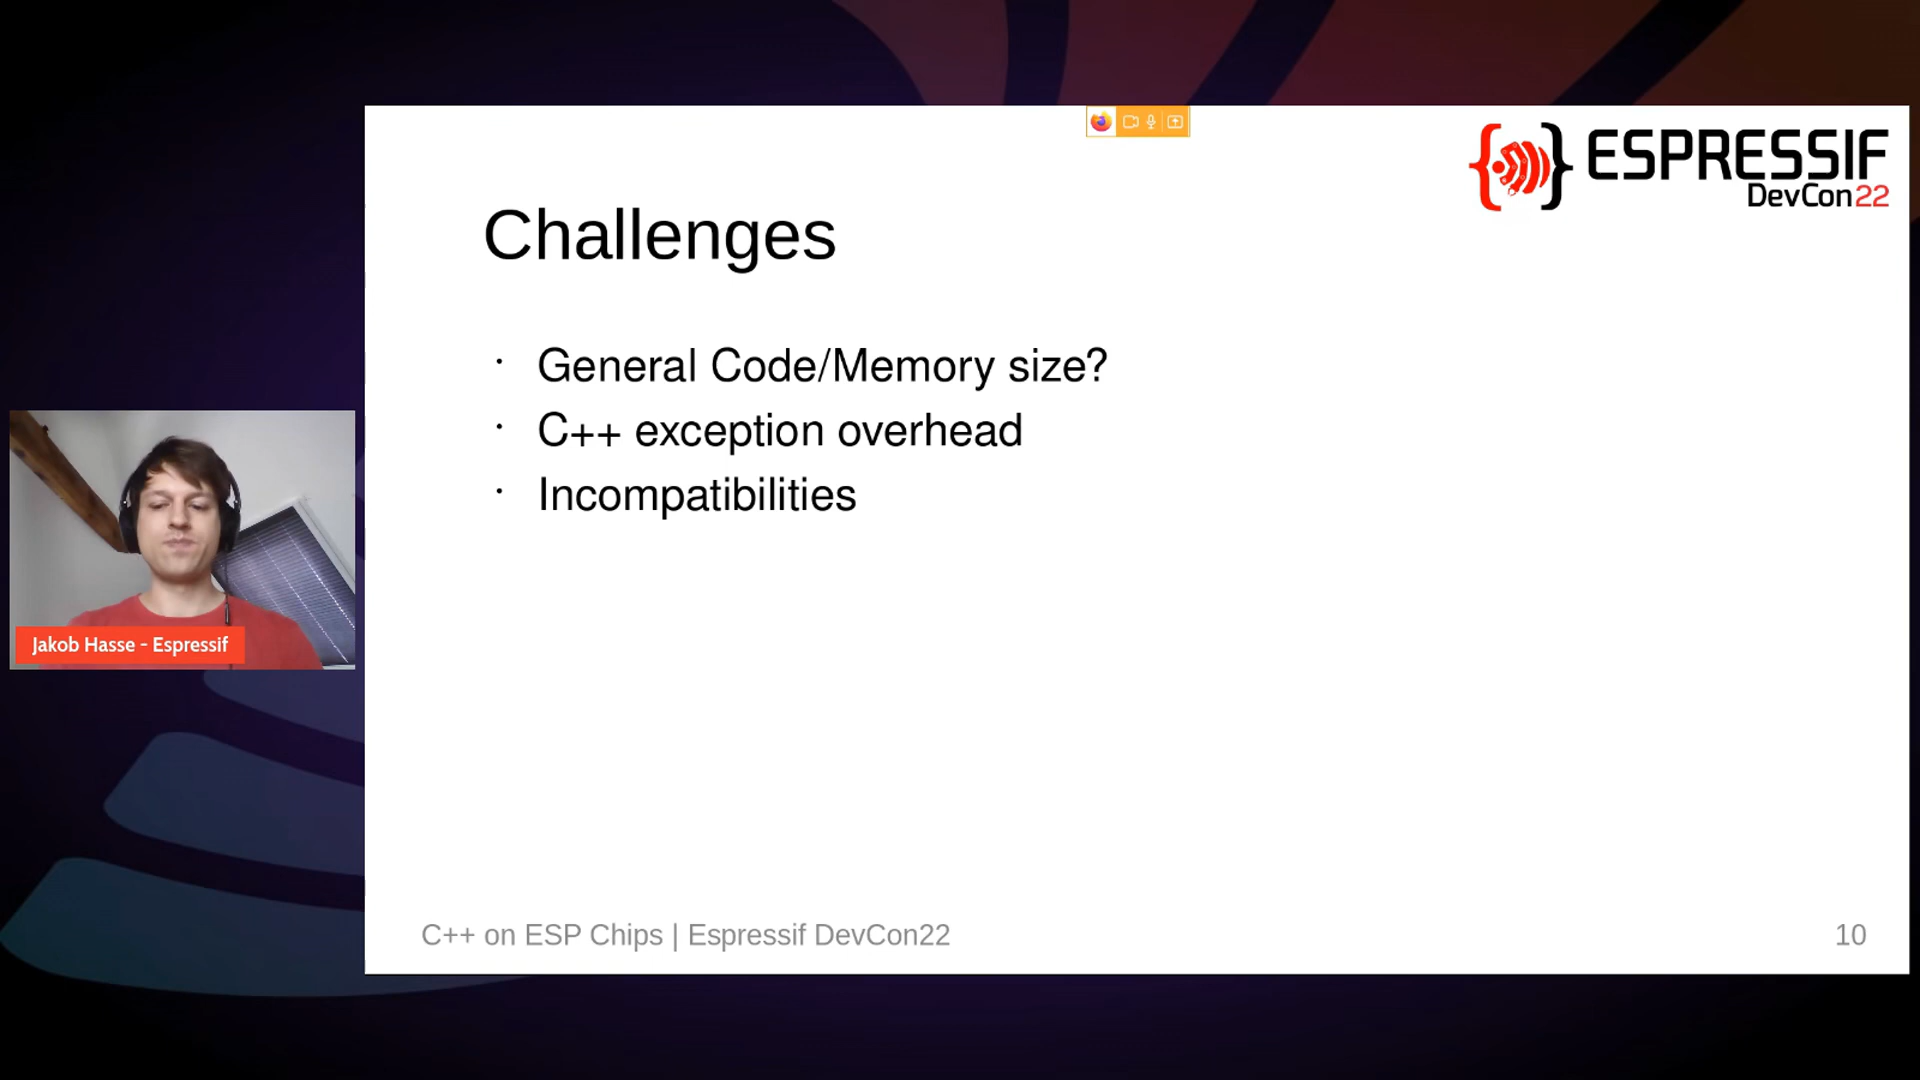 ESPRESSIF
DevCon22
Challenges
· General Code/Memory size?
· C++ exception overhead
· Incompatibilities
Jakob Hasse - Espressif
C++ on ESP Chips | Espressif DevCon22
10